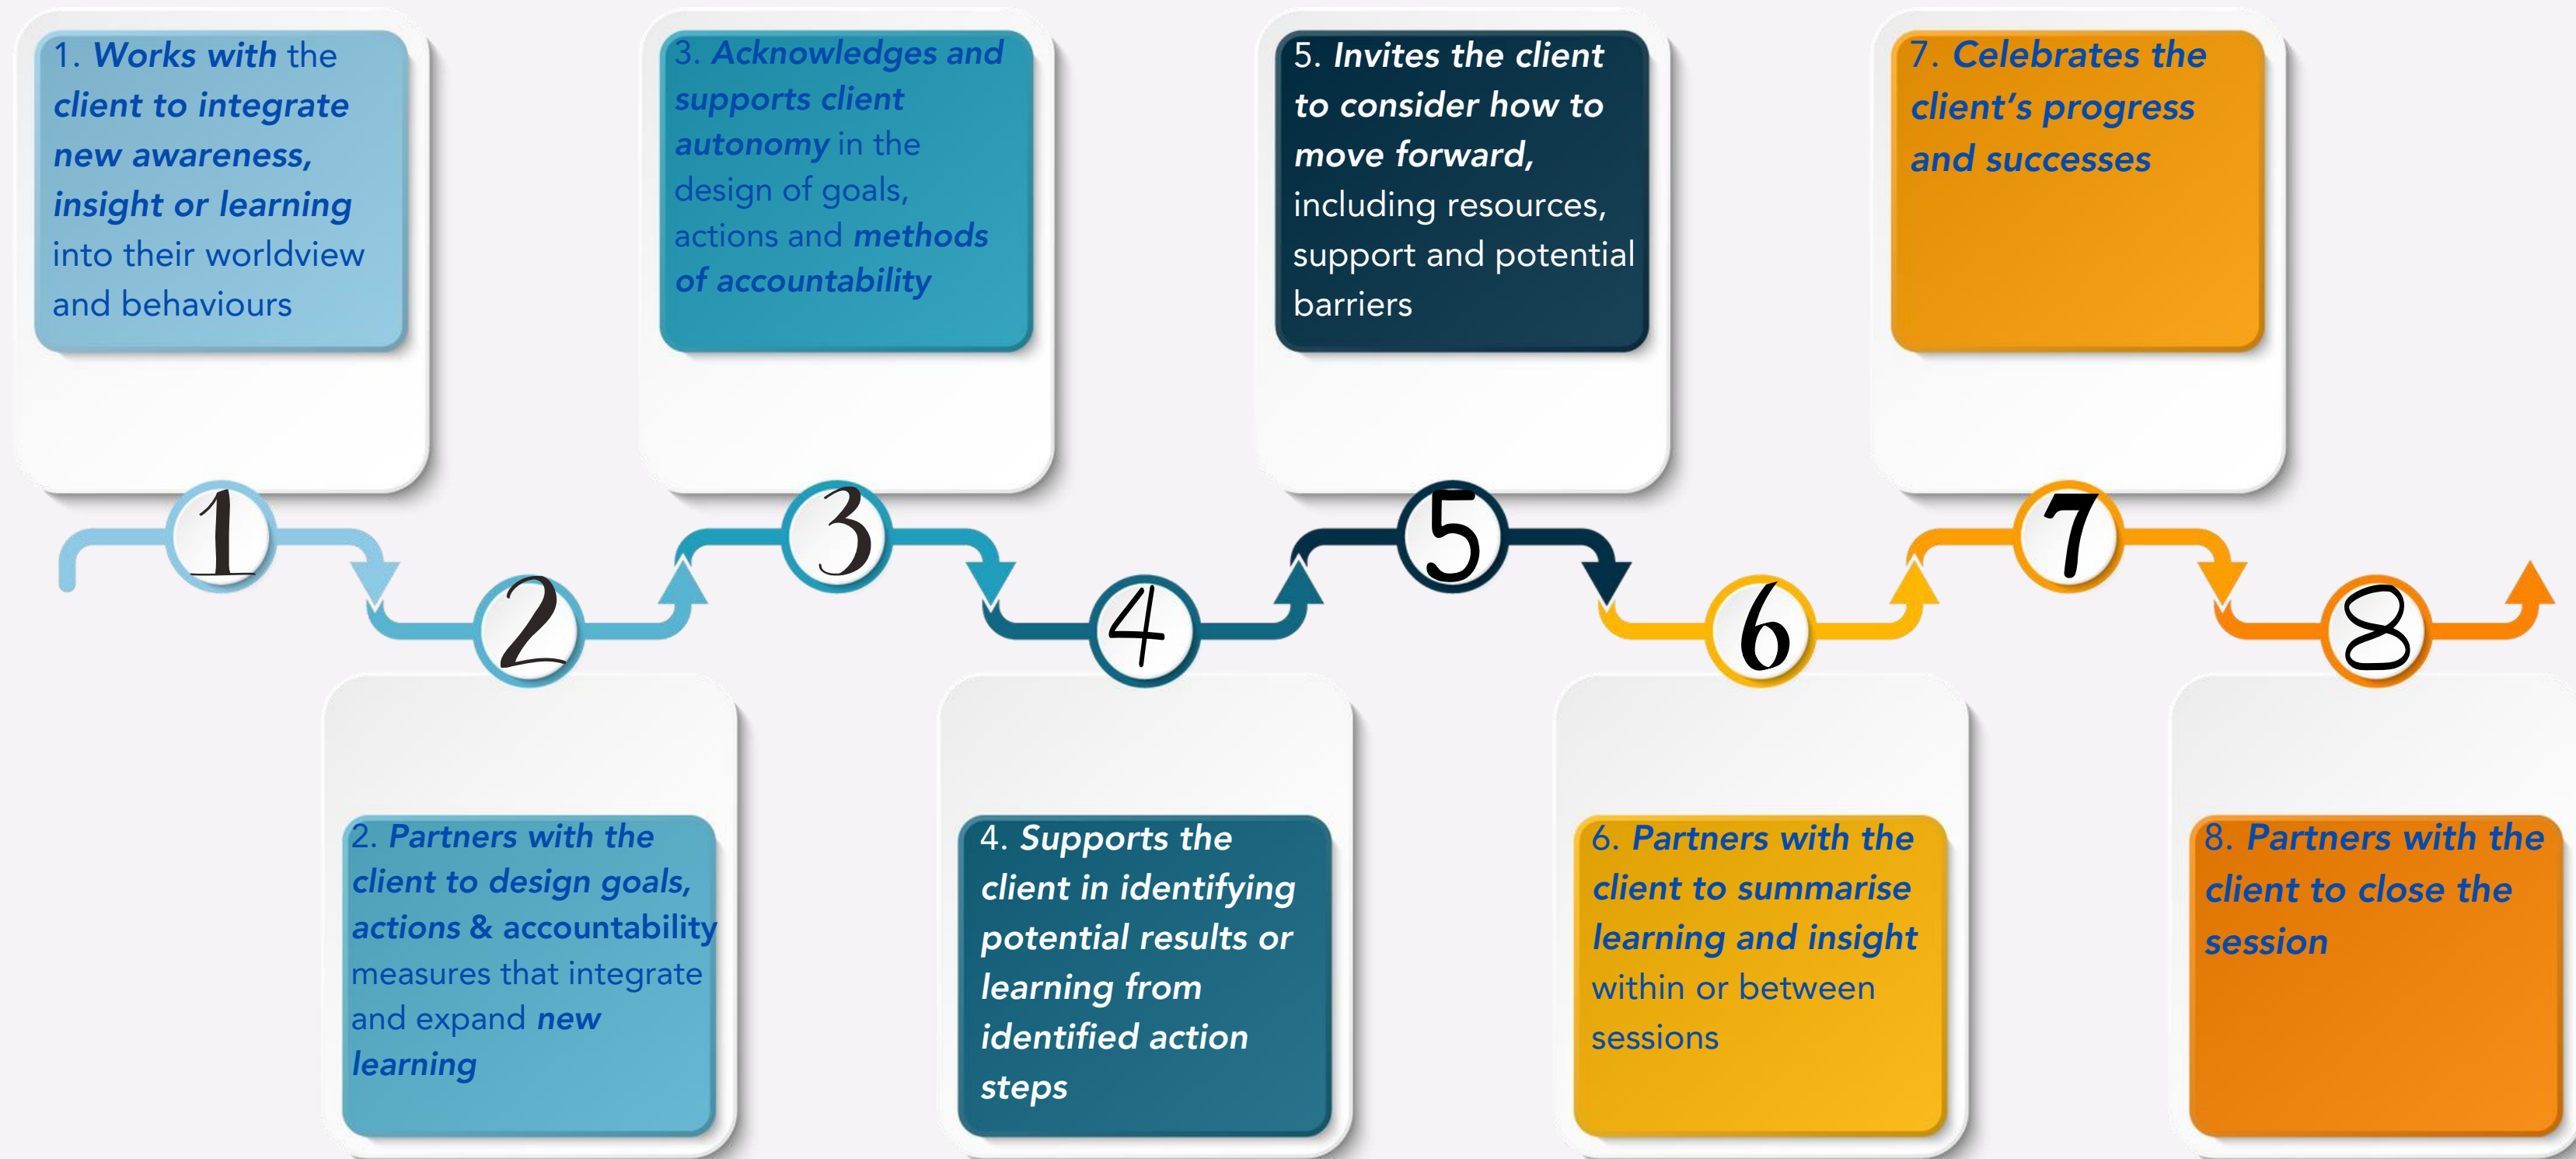 1. Works with the
client to integrate
new awareness,
insight or learning
into their worldview
and behaviours
3. Acknowledges and
supports client
autonomy in the
design of goals,
actions and methods
of accountability
5. Invites the client
to consider how to
move forward,
including resources,
support and potential
barriers
7. Celebrates the
client's progress
and successes
1
2
3
4
5
6
7
8
2. Partners with the
client to design goals,
actions & accountability
measures that integrate
and expand new
learning
4. Supports the
client in identifying
potential results or
learning from
identified action
steps
6. Partners with the
client to summarise
learning and insight
within or between
sessions
8. Partners with the
client to close the
session